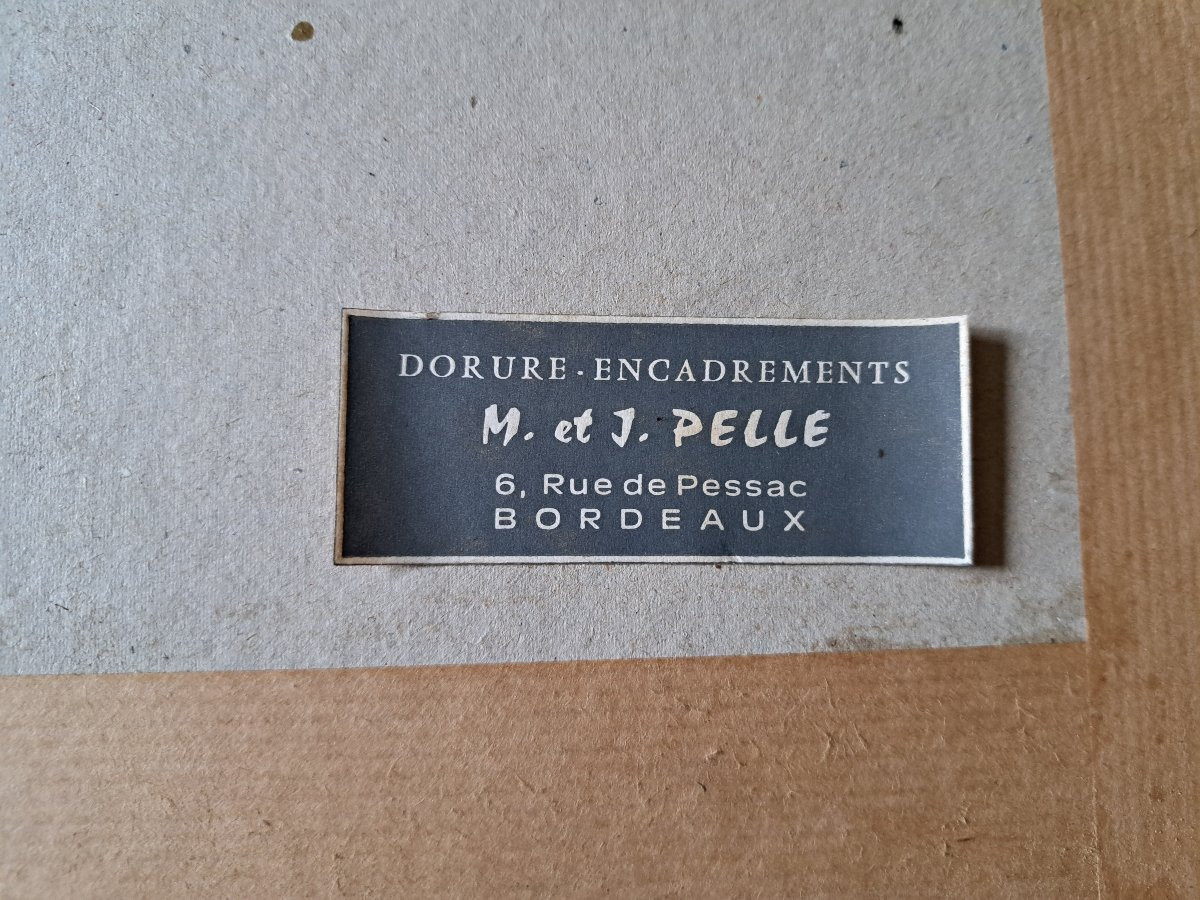 DORURE - ENCADREMENTS
M. et J. PELLE
6, Rue de Pessac
BORDEAUX